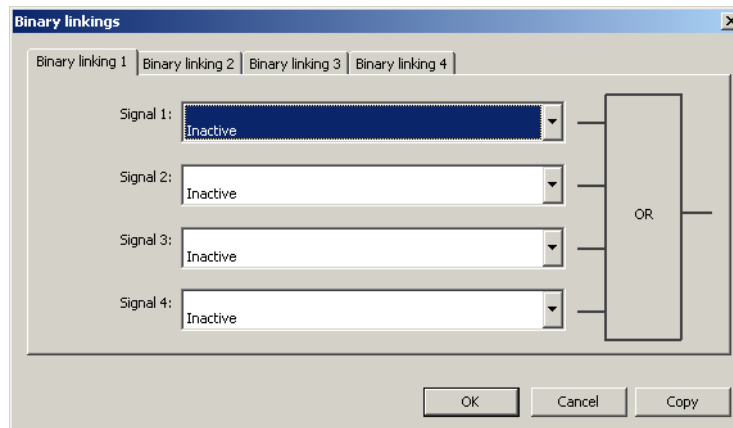 Binary linkings
Binary linking 1 Binary linking 2 Binary linking 3 Binary linking 4
Signal 1:
Inactive
Signal 2:
Inactive
OR
Signal 3:
Inactive
Signal 4:
Inactive
OK Cancel Copy